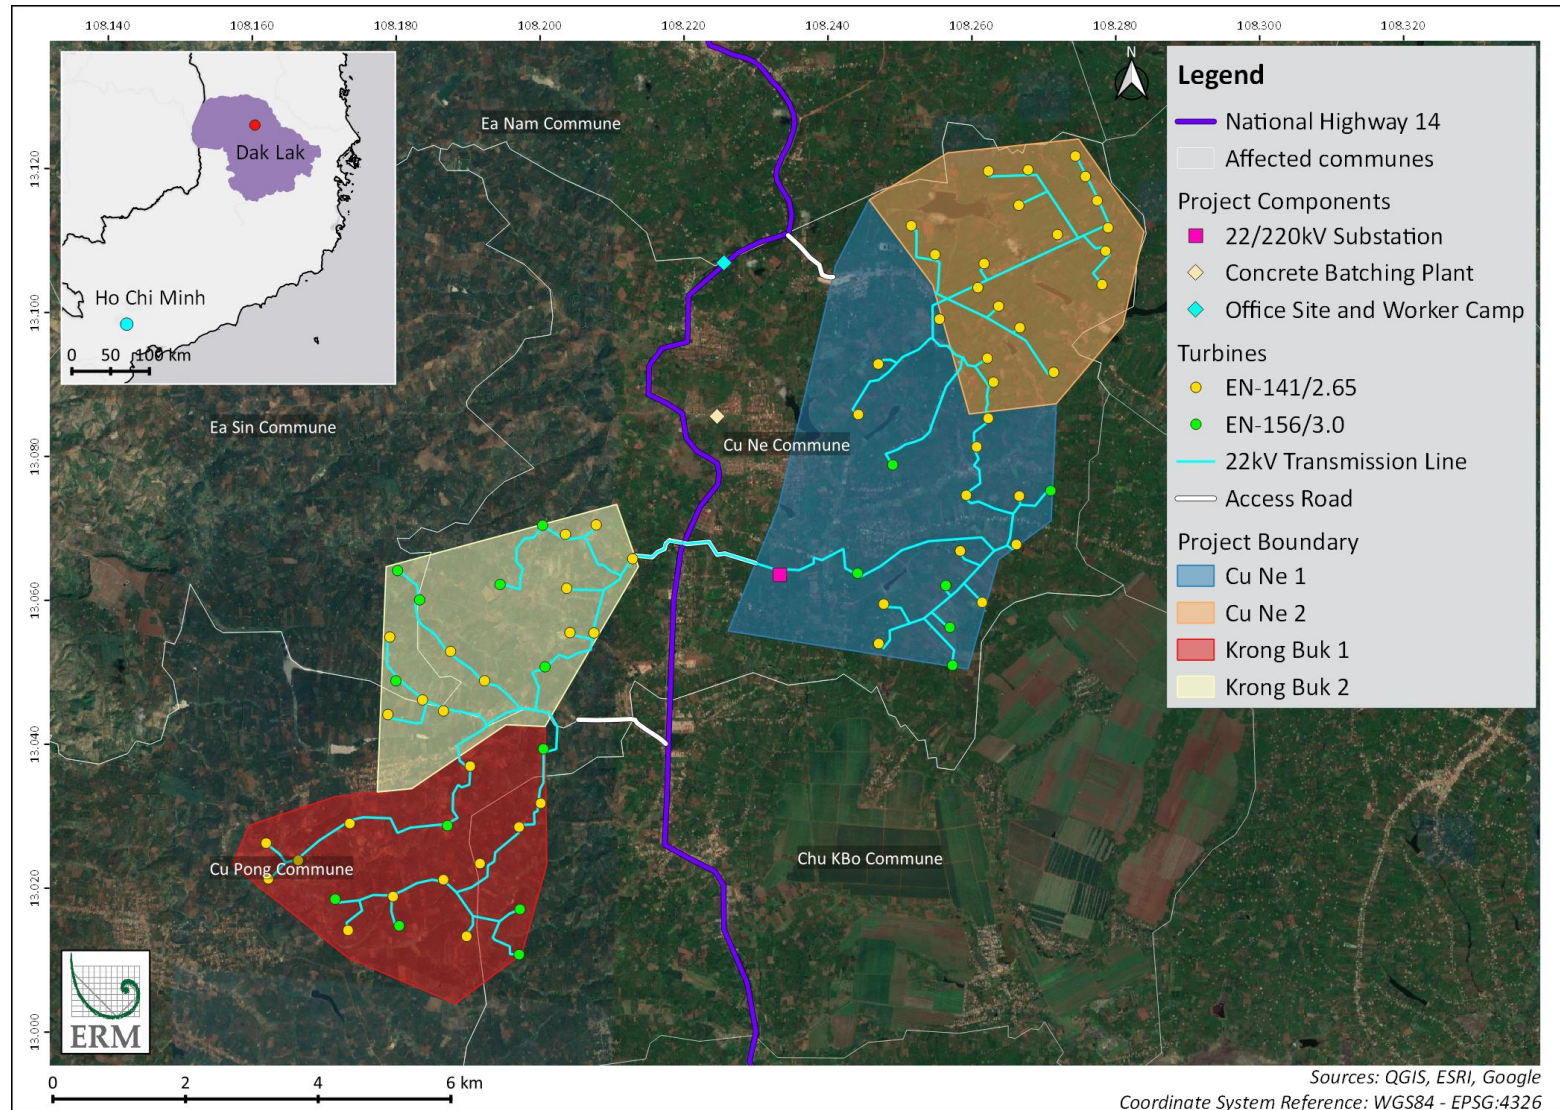 108.140 108.160 108.180 108.200 108.220 108.240 108.260 108.280 108.300 108.320
13.120
13.100
13.080
13.060
13.040
13.020
13.000
Dak Lak
Ho Chi Minh
0 50 100 km
Ea Nam Commune
Ea Sin Commune
Cu Ne Commune
Cu Pong Commune
Chu KBo Commune
N
Legend
National Highway 14
Affected communes
Project Components
22/220kV Substation
Concrete Batching Plant
Office Site and Worker Camp
Turbines
EN-141/2.65
EN-156/3.0
22kV Transmission Line
Access Road
Project Boundary
Cu Ne 1
Cu Ne 2
Krong Buk 1
Krong Buk 2
ERM
0 2 4 6 km
Sources: QGIS, ESRI, Google
Coordinate System Reference: WGS84 - EPSG:4326